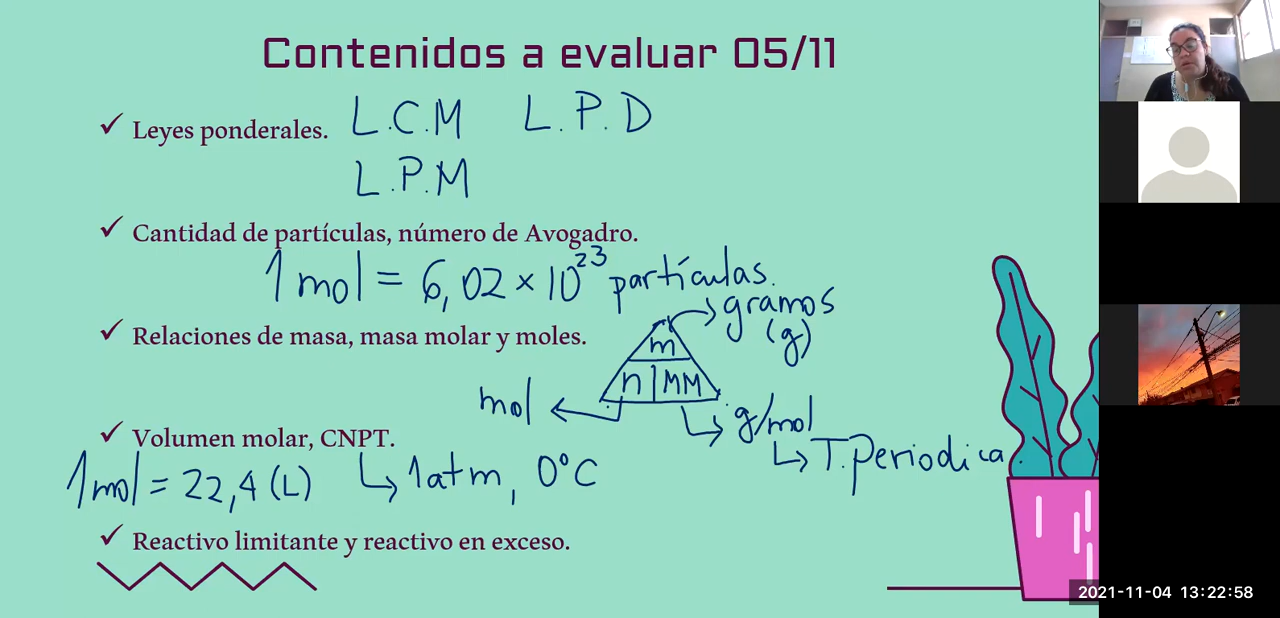 Contenidos a evaluar 05/11
✓ Leyes ponderales. L.C.M L.P.D
L.P.M
✓ Cantidad de partículas, número de Avogadro.
1 mol = 6,02 × 10²³ partículas.
✓ Relaciones de masa, masa molar y moles.
gramos
(g)
m
n | MM
mol
g/mol
T. Periodica.
✓ Volumen molar, CNPT.
1 mol = 22,4 (L)
1 atm, 0°C
✓ Reactivo limitante y reactivo en exceso.
2021-11-04 13:22:58